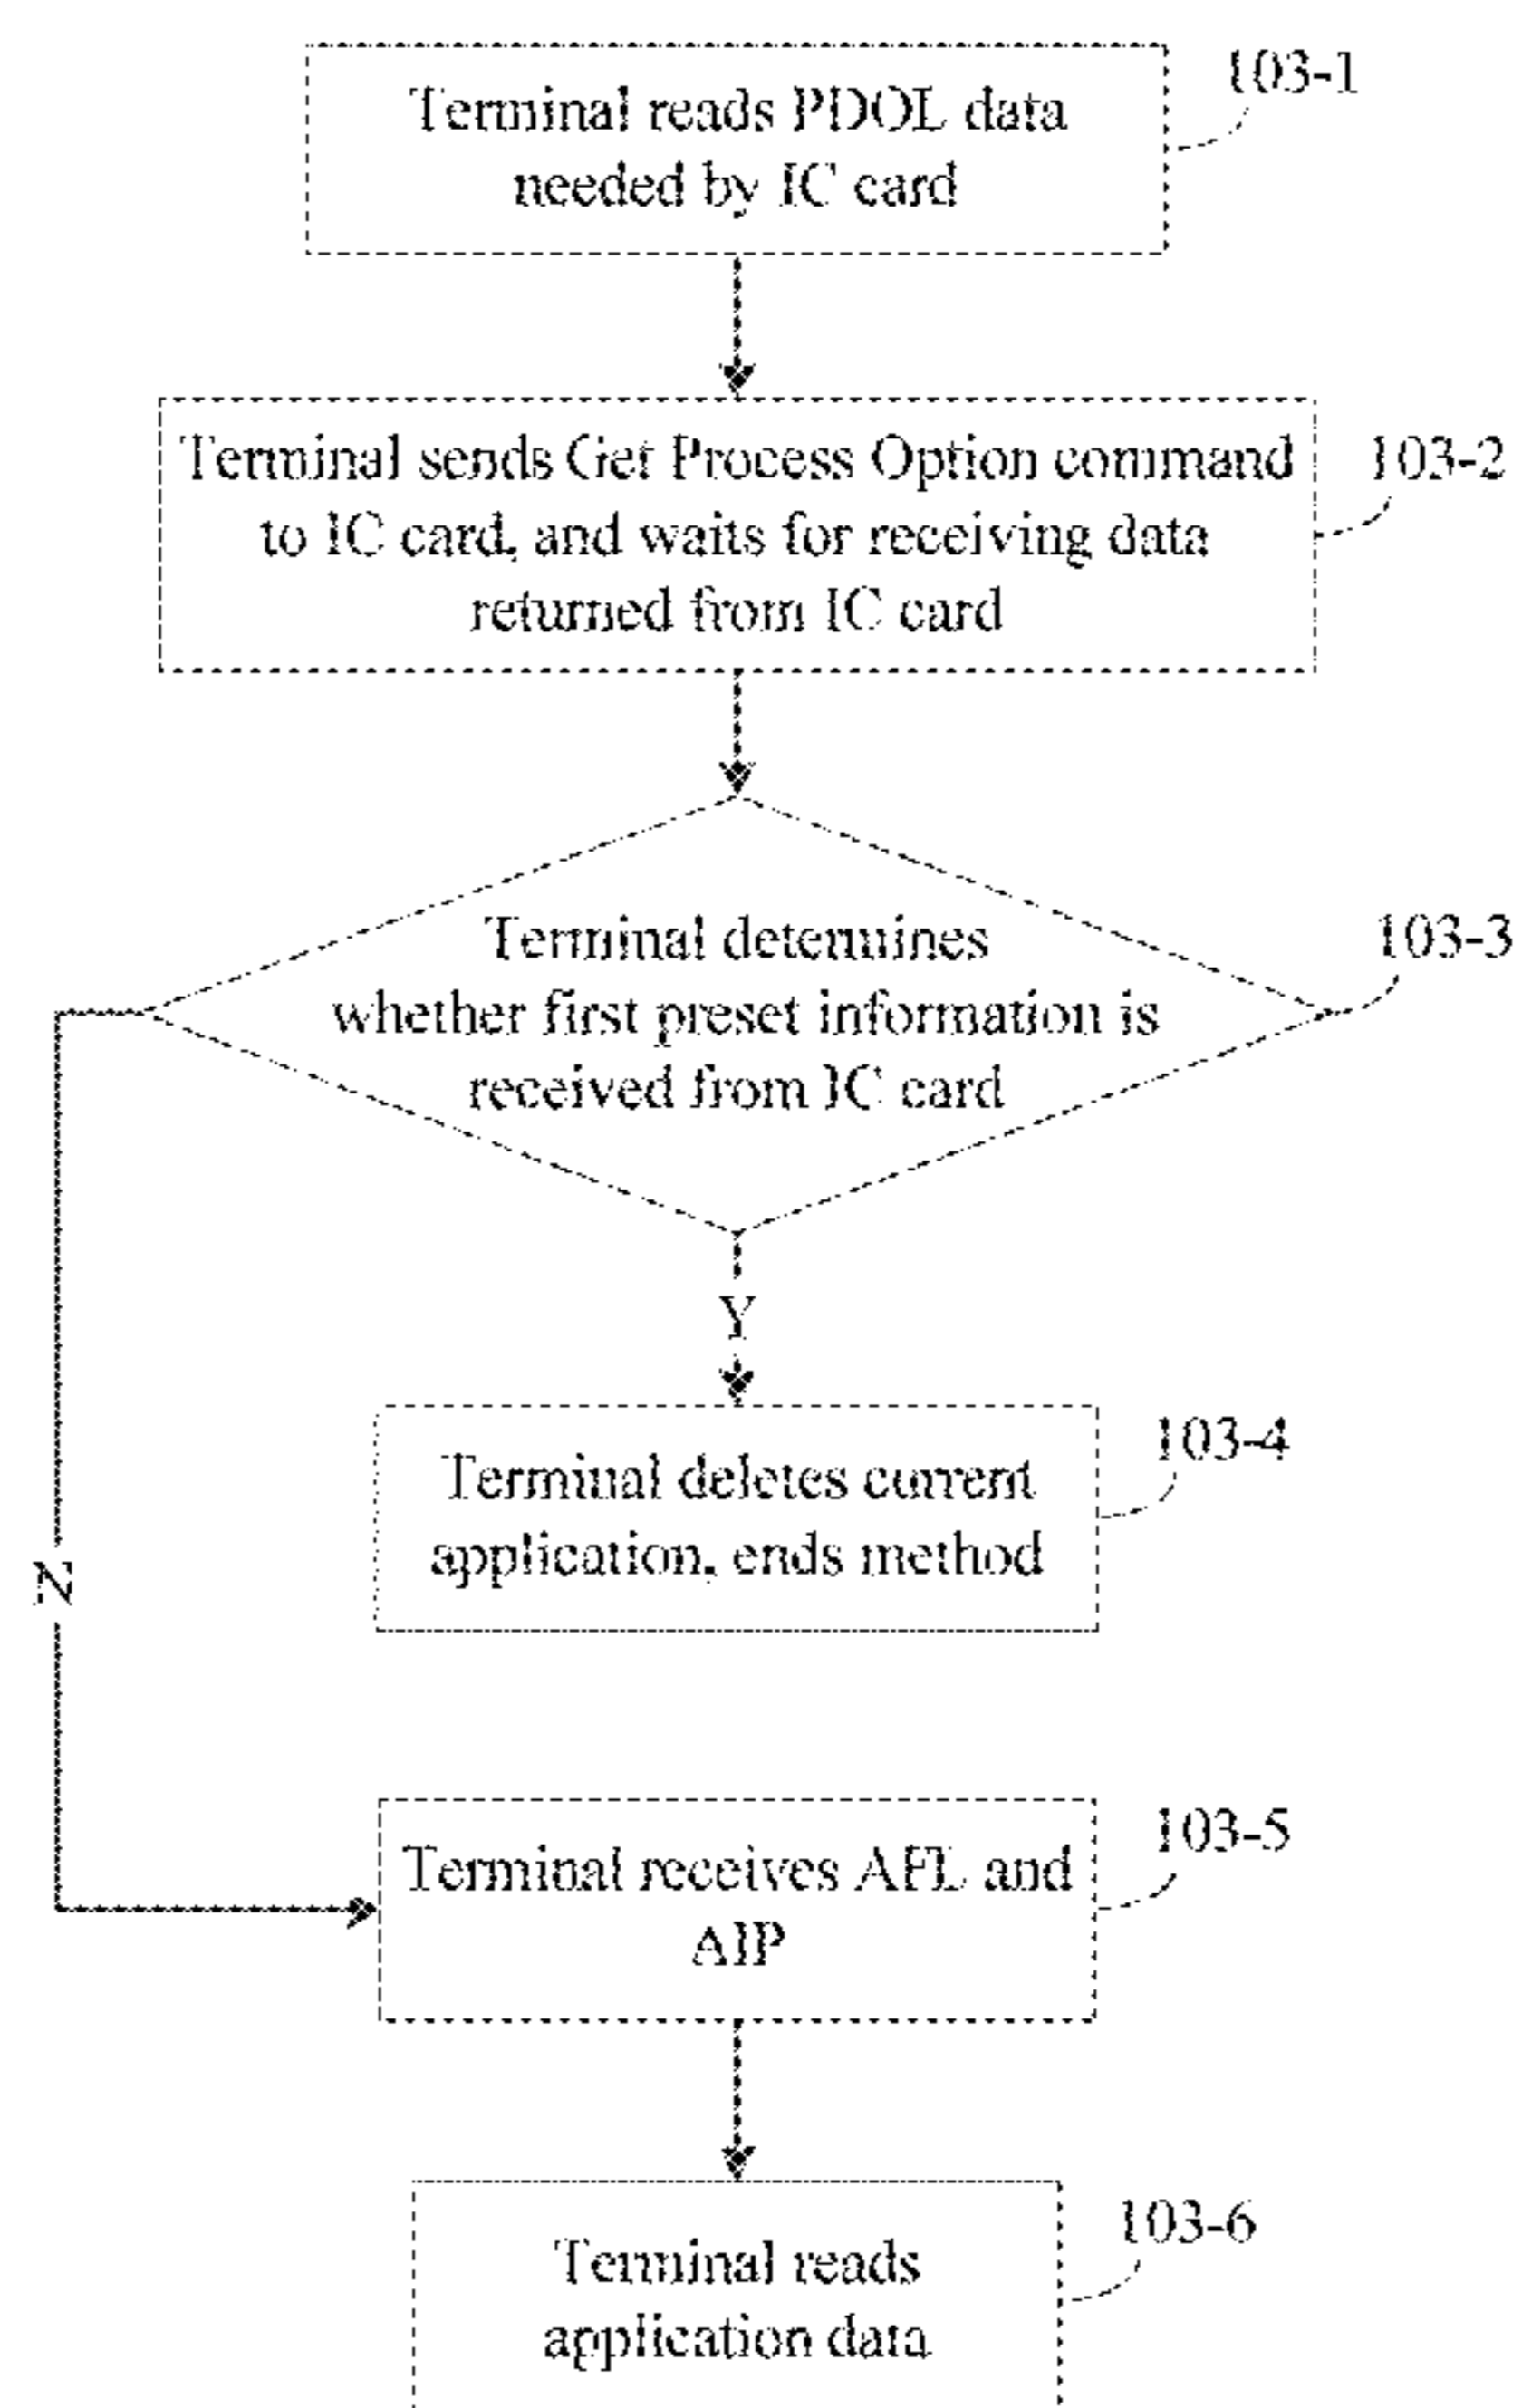 Terminal reads PDOL data
needed by IC card
103-1
Terminal sends Get Process Option command
to IC card, and waits for receiving data
returned from IC card
103-2
Terminal determines
whether first preset information is
received from IC card
103-3
Y
Terminal deletes current
application, ends method
103-4
N
Terminal receives AFL and
AIP
103-5
Terminal reads
application data
103-6